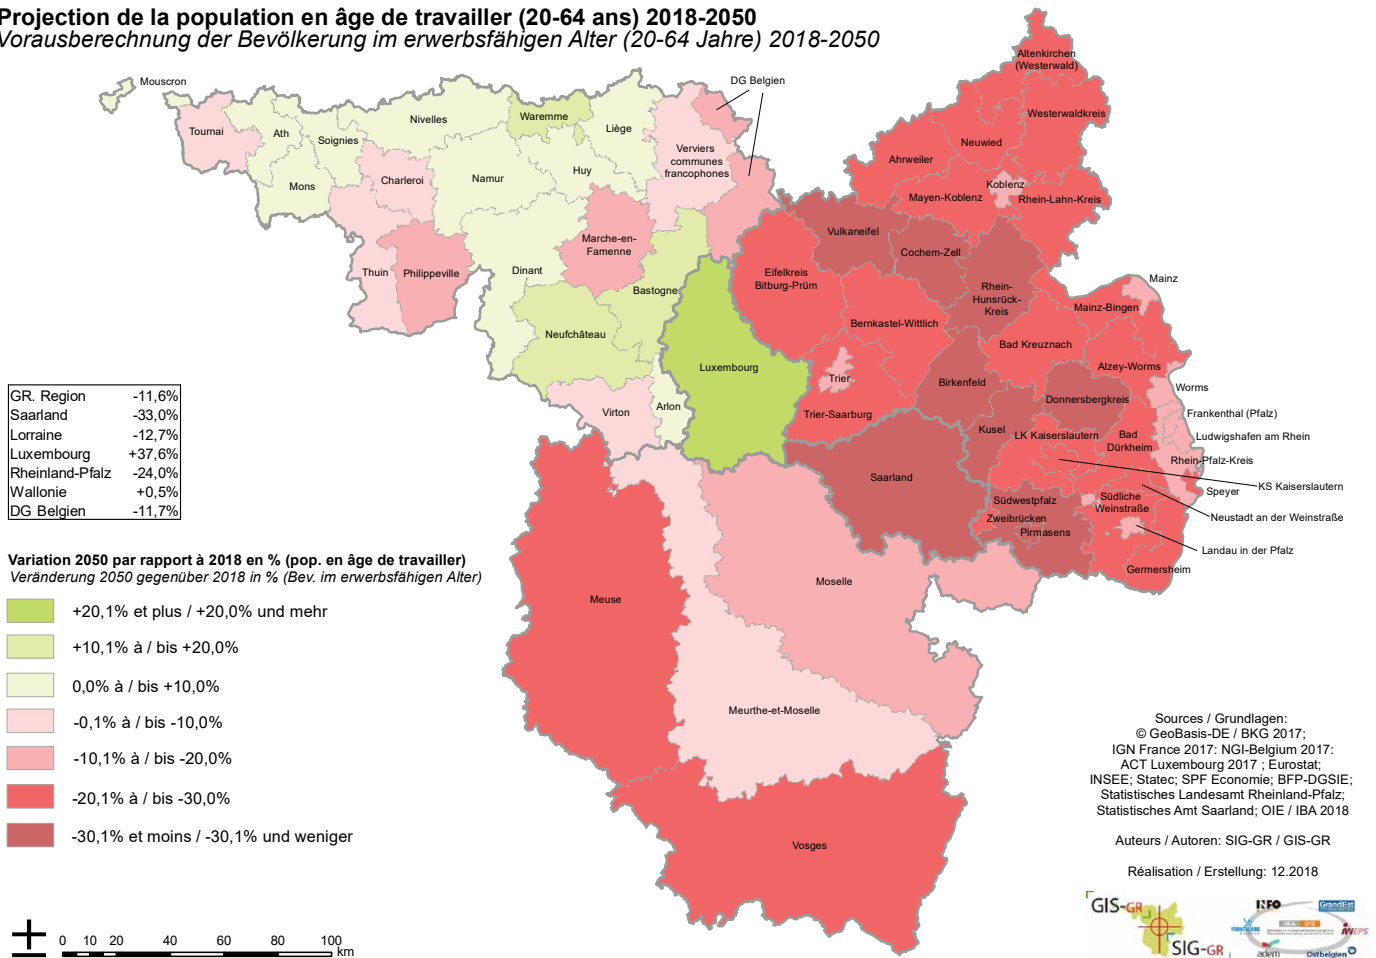 Projection de la population en âge de travailler (20-64 ans) 2018-2050
Vorausberechnung der Bevölkerung im erwerbsfähigen Alter (20-64 Jahre) 2018-2050
Mouscron
DG Belgien
Altenkirchen
(Westerwald)
Tournai
Ath
Soignies
Nivelles
Waremme
Liège
Westerwaldkreis
Mons
Charleroi
Namur
Huy
Verviers
communes
francophones
Neuwied
Ahrweiler
Koblenz
Mayen-Koblenz
Rhein-Lahn-Kreis
Thuin
Philippeville
Dinant
Marche-en-
Famenne
Bastogne
Neufchâteau
Vulkaneifel
Cochem-Zell
Eifelkreis
Bitburg-Prüm
Rhein-
Hunsrück-
Kreis
Mainz
Mainz-Bingen
Bernkastel-Wittlich
Bad Kreuznach
Alzey-Worms
Luxembourg
Trier
Birkenfeld
Donnersbergkreis
Worms
Virton
Arlon
Trier-Saarburg
Frankenthal (Pfalz)
Kusel
LK Kaiserslautern
Bad
Dürkheim
Ludwigshafen am Rhein
Rhein-Pfalz-Kreis
KS Kaiserslautern
Saarland
Speyer
Südwestpfalz
Südliche
Weinstraße
Neustadt an der Weinstraße
Zweibrücken
Pirmasens
Landau in der Pfalz
Germersheim
Meuse
Moselle
Meurthe-et-Moselle
Vosges
GR. Region -11,6%
Saarland -33,0%
Lorraine -12,7%
Luxembourg +37,6%
Rheinland-Pfalz -24,0%
Wallonie +0,5%
DG Belgien -11,7%
Variation 2050 par rapport à 2018 en % (pop. en âge de travailler)
Veränderung 2050 gegenüber 2018 in % (Bev. im erwerbsfähigen Alter)
+20,1% et plus / +20,0% und mehr
+10,1% à / bis +20,0%
0,0% à / bis +10,0%
-0,1% à / bis -10,0%
-10,1% à / bis -20,0%
-20,1% à / bis -30,0%
-30,1% et moins / -30,1% und weniger
0 10 20 40 60 80 100
km
Sources / Grundlagen:
© GeoBasis-DE / BKG 2017;
IGN France 2017: NGI-Belgium 2017:
ACT Luxembourg 2017 ; Eurostat;
INSEE; Statec; SPF Economie; BFP-DGSIE;
Statistisches Landesamt Rheinland-Pfalz;
Statistisches Amt Saarland; OIE / IBA 2018
Auteurs / Autoren: SIG-GR / GIS-GR
Réalisation / Erstellung: 12.2018
GIS-GR
SIG-GR
INFO
GrandEst
IBA OIE
INEPS
adem
Ostbelgien